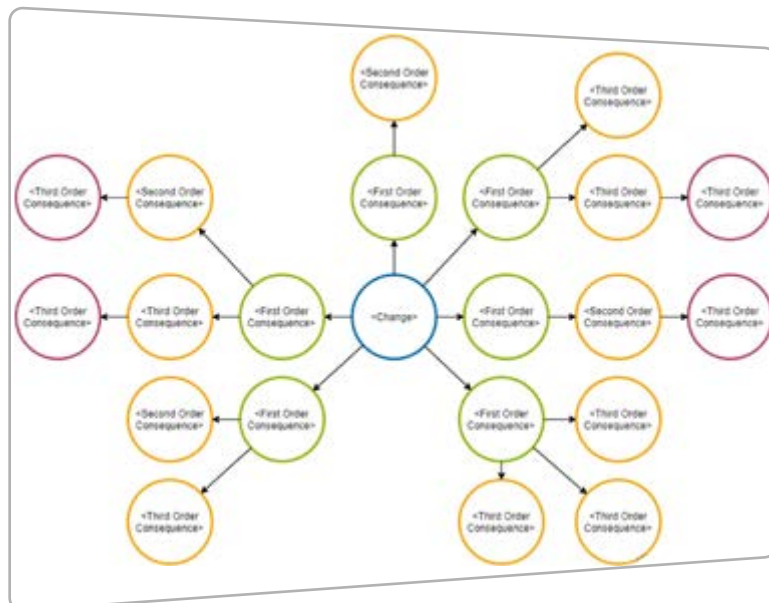 <Second Order
Consequence>
<Third Order
Consequence>
<Third Order
Consequence>
<Second Order
Consequence>
<First Order
Consequence>
<First Order
Consequence>
<Third Order
Consequence>
<Third Order
Consequence>
<Third Order
Consequence>
<Third Order
Consequence>
<First Order
Consequence>
<Change>
<First Order
Consequence>
<Second Order
Consequence>
<Third Order
Consequence>
<Second Order
Consequence>
<First Order
Consequence>
<First Order
Consequence>
<Third Order
Consequence>
<Third Order
Consequence>
<Third Order
Consequence>
<Third Order
Consequence>